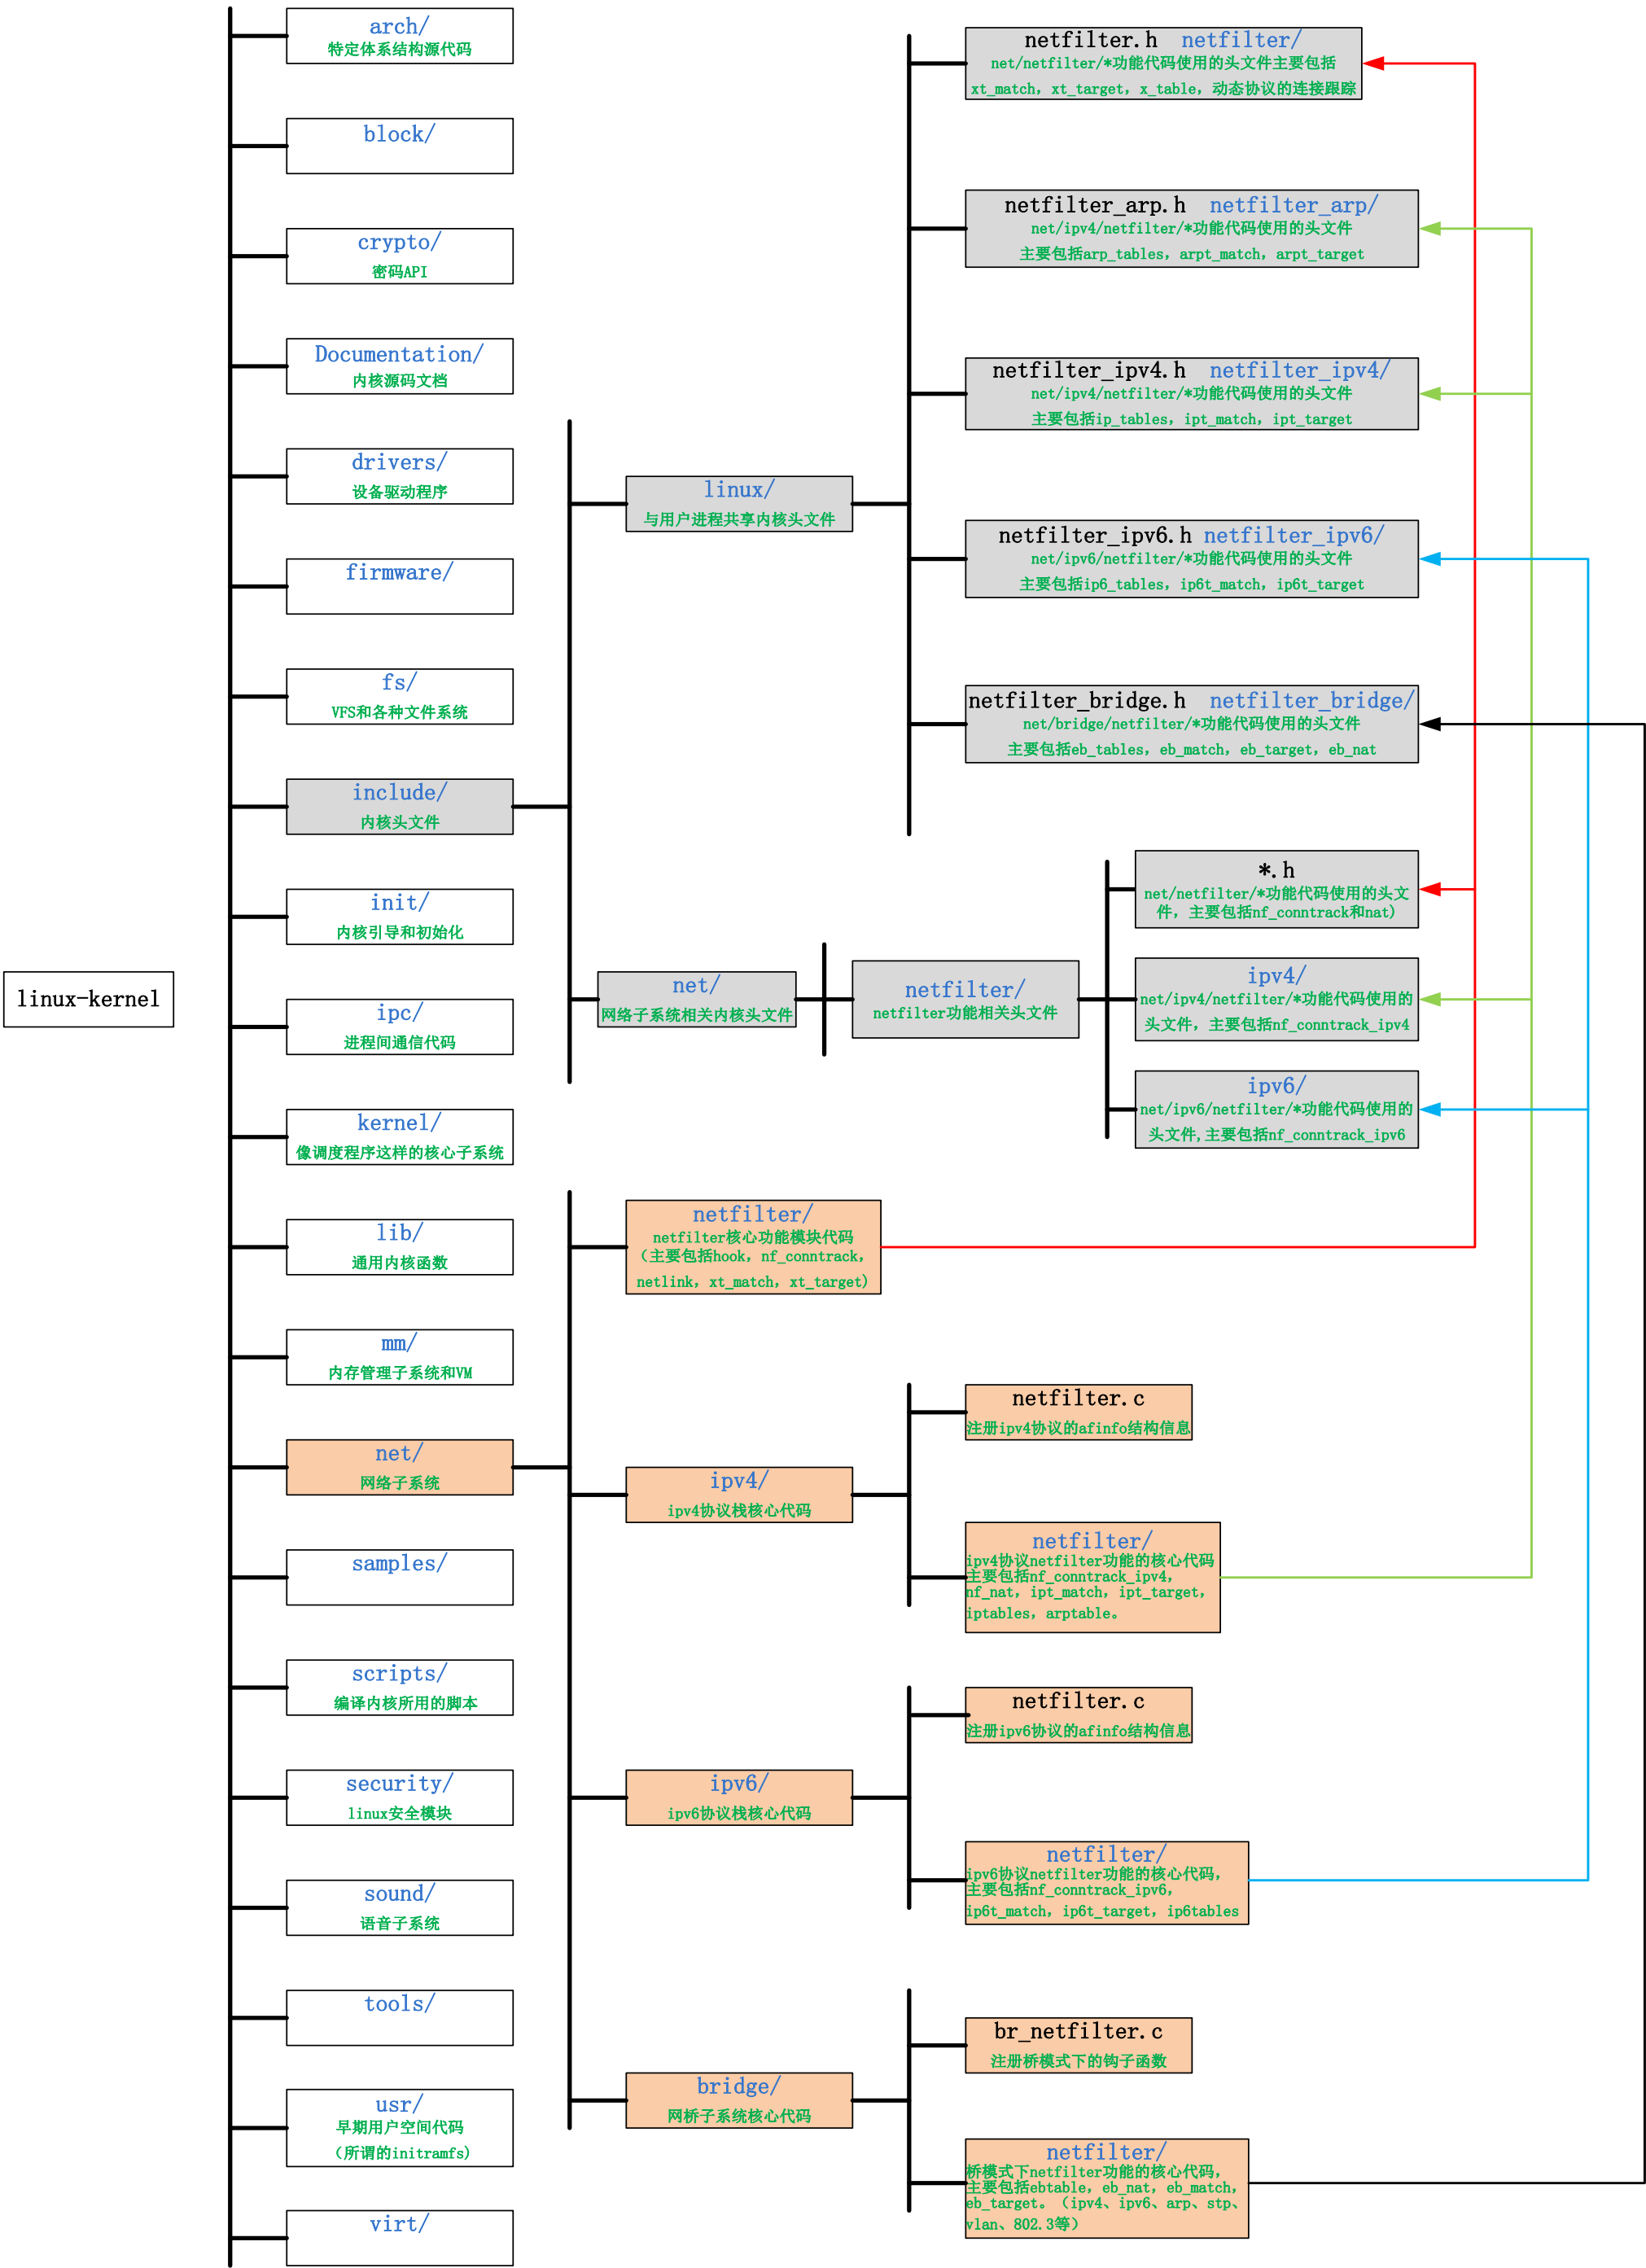 linux-kernel
arch/
特定体系结构源代码
block/
crypto/
密码API
Documentation/
内核源码文档
drivers/
设备驱动程序
firmware/
fs/
VFS和各种文件系统
include/
内核头文件
init/
内核引导和初始化
ipc/
进程间通信代码
kernel/
像调度程序这样的核心子系统
lib/
通用内核函数
mm/
内存管理子系统和VM
net/
网络子系统
samples/
scripts/
编译内核所用的脚本
security/
linux安全模块
sound/
语音子系统
tools/
usr/
早期用户空间代码
（所谓的initramfs)
virt/
linux/
与用户进程共享内核头文件
net/
网络子系统相关内核头文件
netfilter.h netfilter/
net/netfilter/*功能代码使用的头文件主要包括
xt_match，xt_target，x_table，动态协议的连接跟踪
netfilter_arp.h netfilter_arp/
net/ipv4/netfilter/*功能代码使用的头文件
主要包括arp_tables，arpt_match，arpt_target
netfilter_ipv4.h netfilter_ipv4/
net/ipv4/netfilter/*功能代码使用的头文件
主要包括ip_tables，ipt_match，ipt_target
netfilter_ipv6.h netfilter_ipv6/
net/ipv6/netfilter/*功能代码使用的头文件
主要包括ip6_tables，ip6t_match，ip6t_target
netfilter_bridge.h netfilter_bridge/
net/bridge/netfilter/*功能代码使用的头文件
主要包括eb_tables，eb_match，eb_target，eb_nat
netfilter/
netfilter功能相关头文件
*.h
net/netfilter/*功能代码使用的头文
件，主要包括nf_conntrack和nat)
ipv4/
net/ipv4/netfilter/*功能代码使用的
头文件，主要包括nf_conntrack_ipv4
ipv6/
net/ipv6/netfilter/*功能代码使用的
头文件,主要包括nf_conntrack_ipv6
netfilter/
netfilter核心功能模块代码
（主要包括hook，nf_conntrack，
netlink，xt_match，xt_target)
ipv4/
ipv4协议栈核心代码
netfilter.c
注册ipv4协议的afinfo结构信息
netfilter/
ipv4协议netfilter功能的核心代码
主要包括nf_conntrack_ipv4，
nf_nat，ipt_match，ipt_target，
iptables，arptable。
ipv6/
ipv6协议栈核心代码
netfilter.c
注册ipv6协议的afinfo结构信息
netfilter/
ipv6协议netfilter功能的核心代码，
主要包括nf_conntrack_ipv6，
ip6t_match，ip6t_target，ip6tables
bridge/
网桥子系统核心代码
br_netfilter.c
注册桥模式下的钩子函数
netfilter/
桥模式下netfilter功能的核心代码，
主要包括ebtable，eb_nat，eb_match，
eb_target。（ipv4、ipv6、arp、stp、
vlan、802.3等）